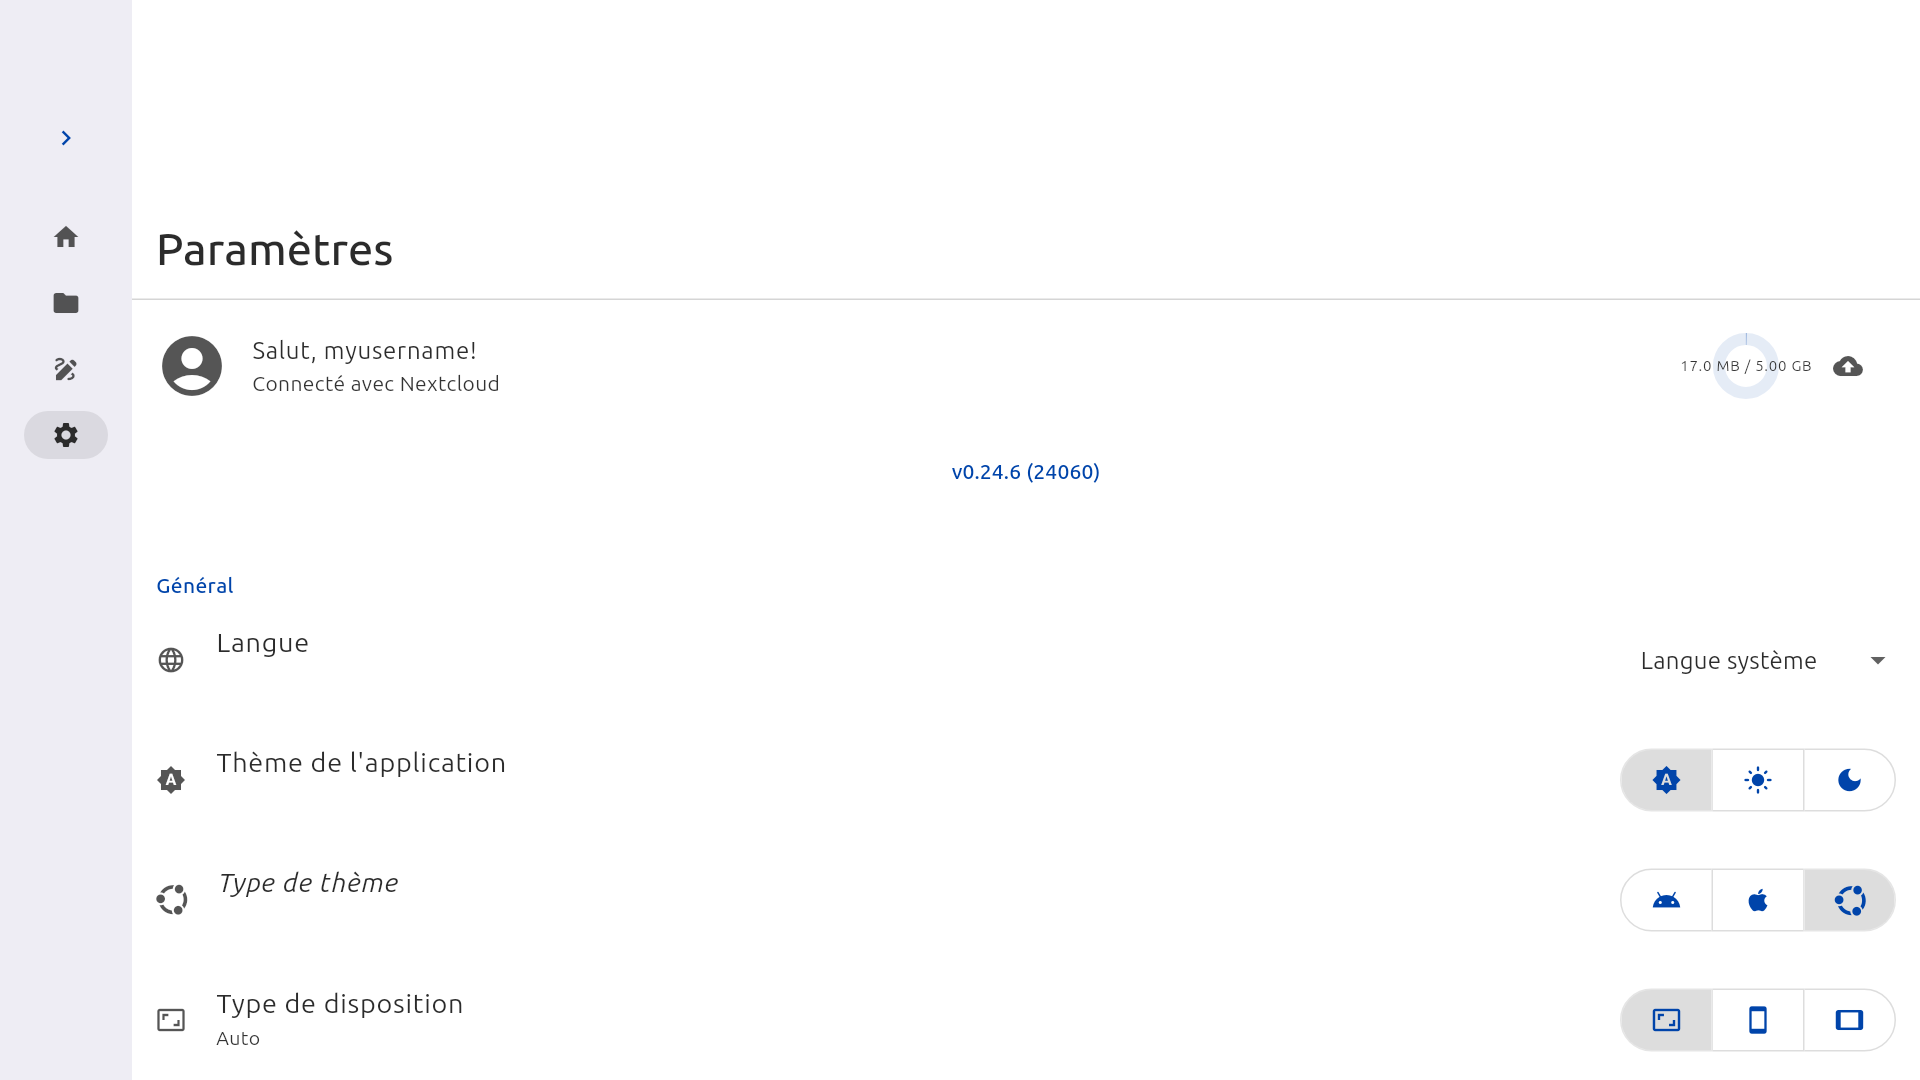 Paramètres
Salut, myusername!
Connecté avec Nextcloud
17.0 MB / 5.00 GB
v0.24.6 (24060)
Général
Langue
Langue système
Thème de l'application
Type de thème
Type de disposition
Auto